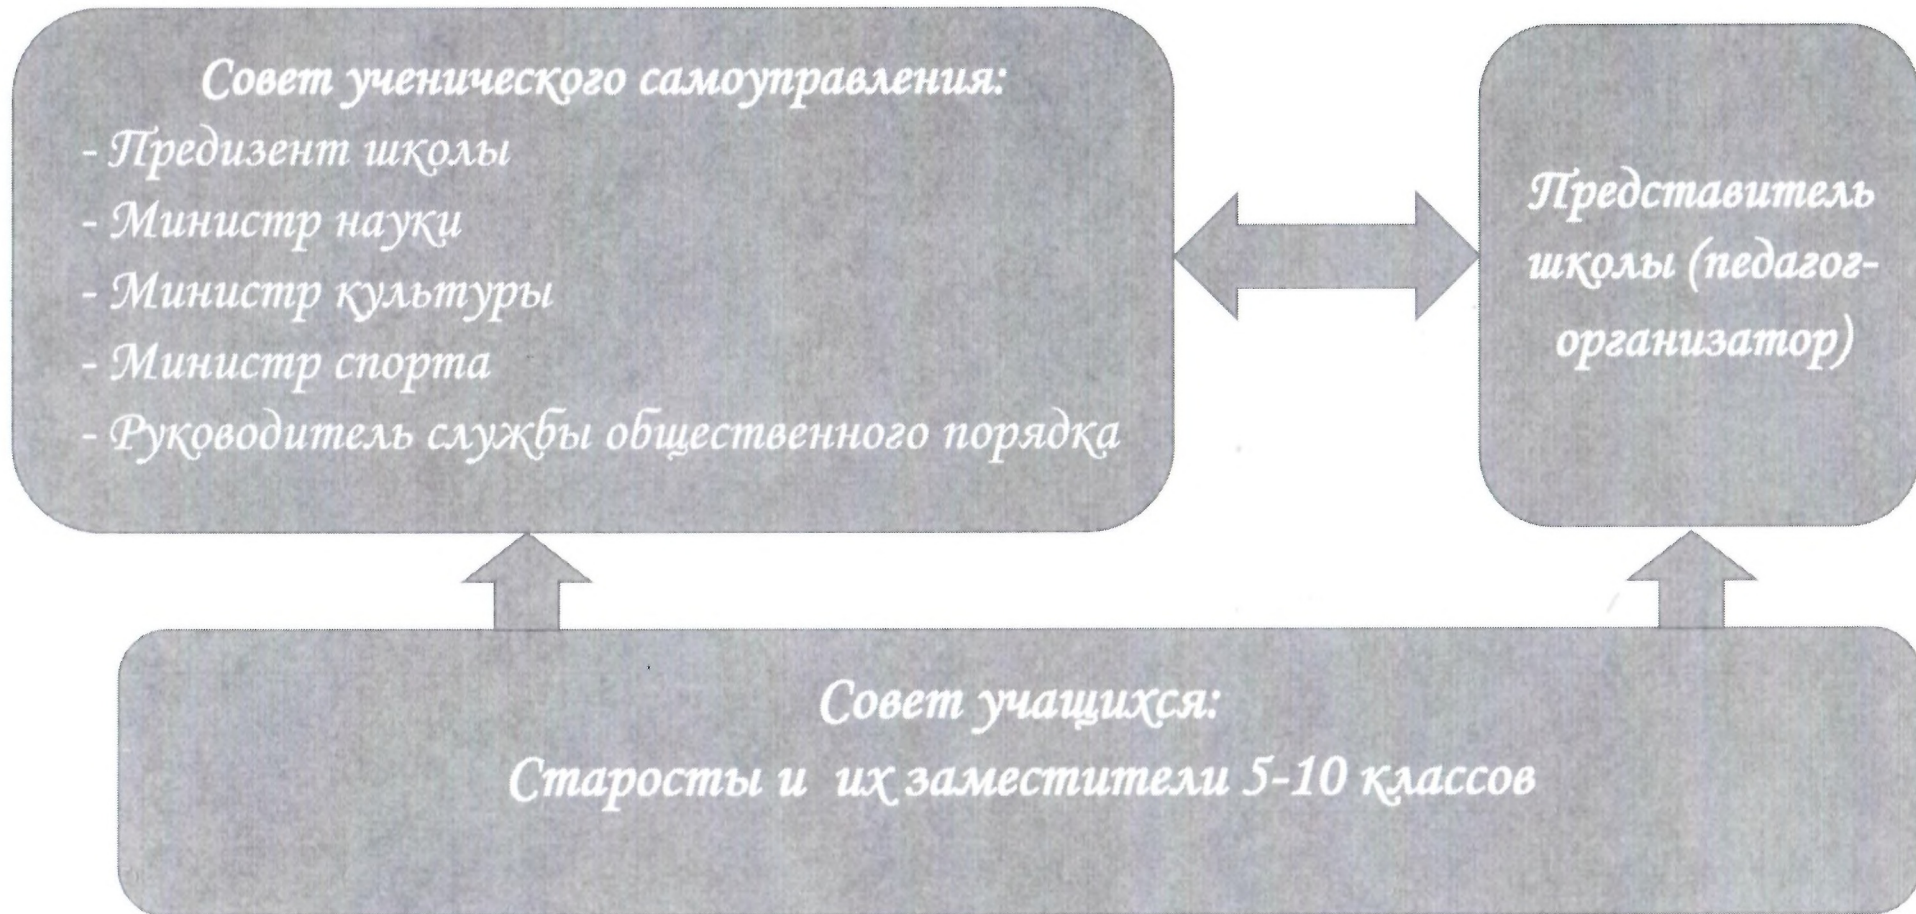 Совет ученического самоуправления:
- Предизент школы
- Министр науки
- Министр культуры
- Министр спорта
- Руководитель службы общественного порядка
Представитель
школы (педагог-
организатор)
Совет учащихся:
Старосты и их заместители 5-10 классов